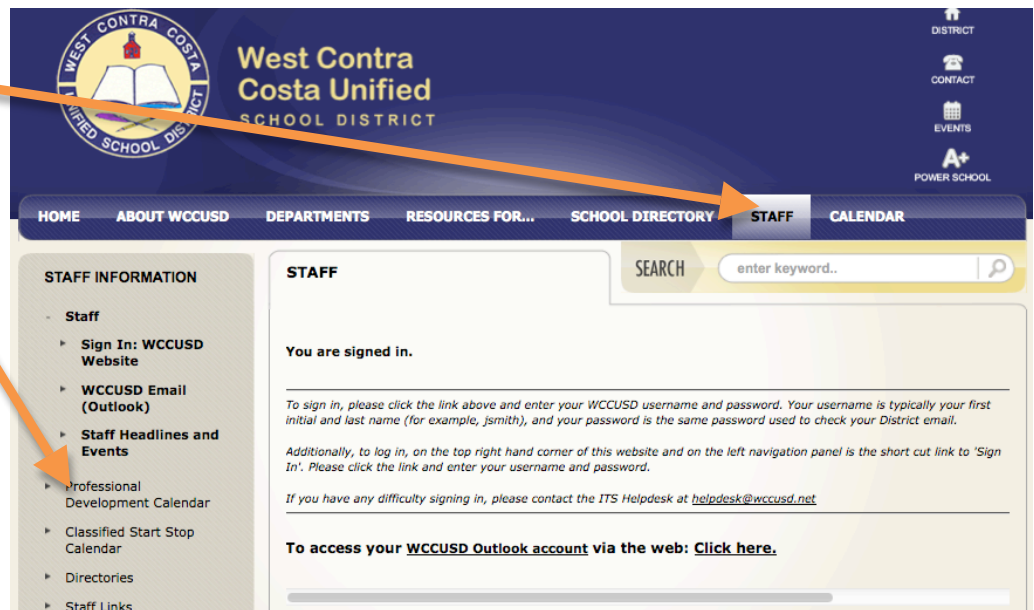 WEST CONTRA COSTA
UNIFIED SCHOOL DISTRICT
West Contra
Costa Unified
SCHOOL DISTRICT
DISTRICT
CONTACT
EVENTS
A+
POWER SCHOOL
HOME ABOUT WCCUSD DEPARTMENTS RESOURCES FOR... SCHOOL DIRECTORY STAFF CALENDAR
STAFF INFORMATION
- Staff
Sign In: WCCUSD
Website
WCCUSD Email
(Outlook)
Staff Headlines and
Events
Professional
Development Calendar
Classified Start Stop
Calendar
Directories
Staff Links
STAFF
SEARCH
enter keyword..
You are signed in.
To sign in, please click the link above and enter your WCCUSD username and password. Your username is typically your first
initial and last name (for example, jsmith), and your password is the same password used to check your District email.
Additionally, to log in, on the top right hand corner of this website and on the left navigation panel is the short cut link to 'Sign
In'. Please click the link and enter your username and password.
If you have any difficulty signing in, please contact the ITS Helpdesk at helpdesk@wccusd.net
To access your WCCUSD Outlook account via the web: Click here.